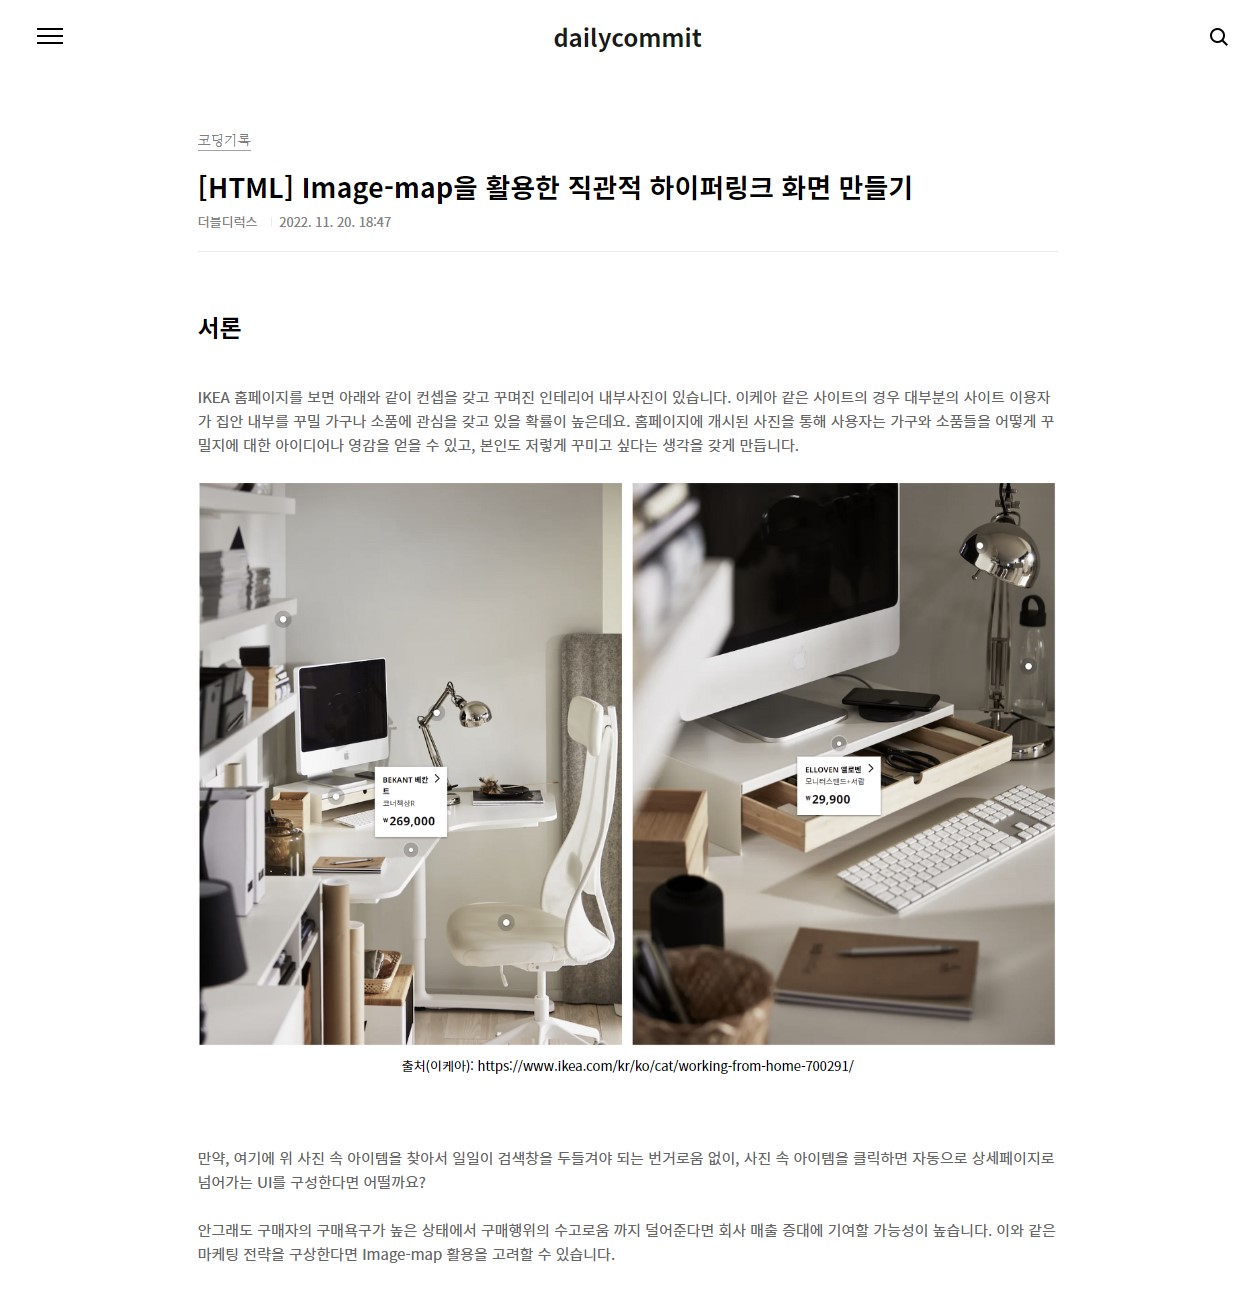 dailycommit
코딩기록
[HTML] Image-map을 활용한 직관적 하이퍼링크 화면 만들기
더블디럭스 2022. 11. 20. 18:47
서론
IKEA 홈페이지를 보면 아래와 같이 컨셉을 갖고 꾸며진 인테리어 내부사진이 있습니다. 이케아 같은 사이트의 경우 대부분의 사이트 이용자
가 집안 내부를 꾸밀 가구나 소품에 관심을 갖고 있을 확률이 높은데요. 홈페이지에 개시된 사진을 통해 사용자는 가구와 소품들을 어떻게 꾸
밀지에 대한 아이디어나 영감을 얻을 수 있고, 본인도 저렇게 꾸미고 싶다는 생각을 갖게 만듭니다.
BEKANT 베칸
트
코너책상R
₩269,000
ELLOVEN 엘로벤
모니터스탠드+서랍
₩29,900
출처(이케아): https://www.ikea.com/kr/ko/cat/working-from-home-700291/
만약, 여기에 위 사진 속 아이템을 찾아서 일일이 검색창을 두들겨야 되는 번거로움 없이, 사진 속 아이템을 클릭하면 자동으로 상세페이지로
넘어가는 UI를 구성한다면 어떨까요?
안그래도 구매자의 구매욕구가 높은 상태에서 구매행위의 수고로움 까지 덜어준다면 회사 매출 증대에 기여할 가능성이 높습니다. 이와 같은
마케팅 전략을 구상한다면 Image-map 활용을 고려할 수 있습니다.